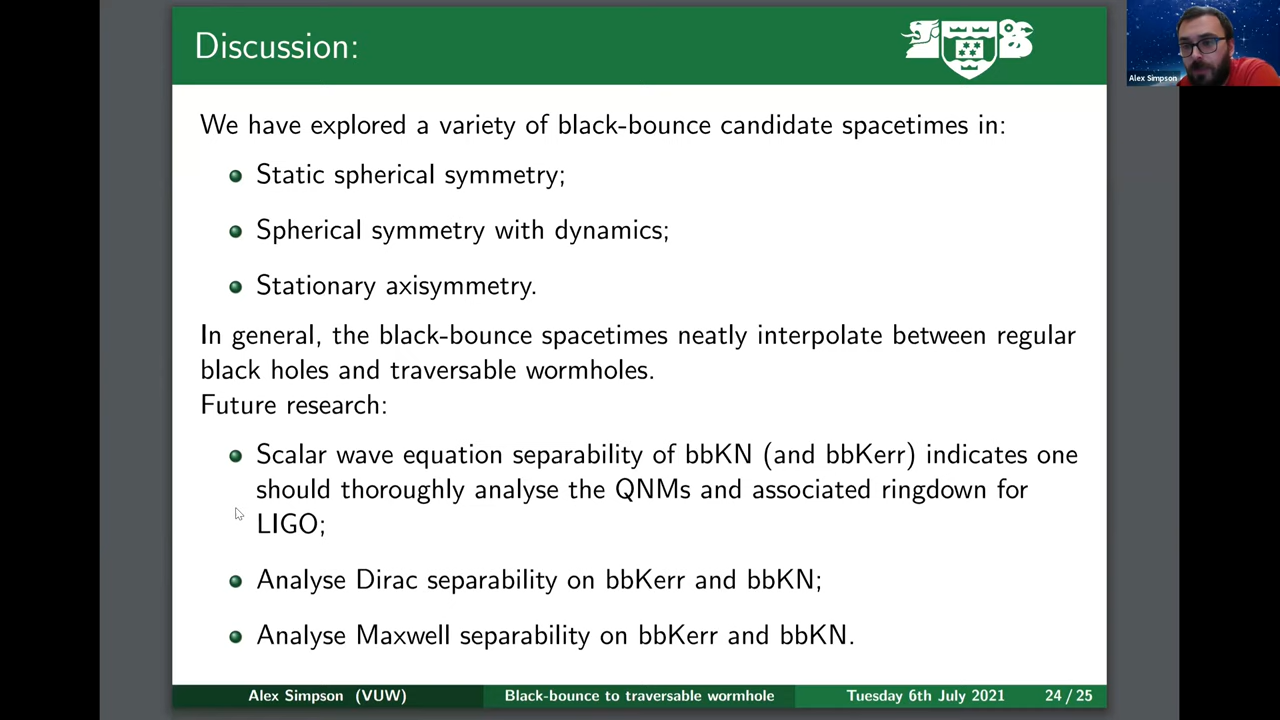 Discussion:
Alex Simpson
We have explored a variety of black-bounce candidate spacetimes in:
Static spherical symmetry;
Spherical symmetry with dynamics;
Stationary axisymmetry.
In general, the black-bounce spacetimes neatly interpolate between regular
black holes and traversable wormholes.
Future research:
Scalar wave equation separability of bbKN (and bbKerr) indicates one
should thoroughly analyse the QNMs and associated ringdown for
LIGO;
Analyse Dirac separability on bbKerr and bbKN;
Analyse Maxwell separability on bbKerr and bbKN.
Alex Simpson (VUW) Black-bounce to traversable wormhole Tuesday 6th July 2021 24 / 25